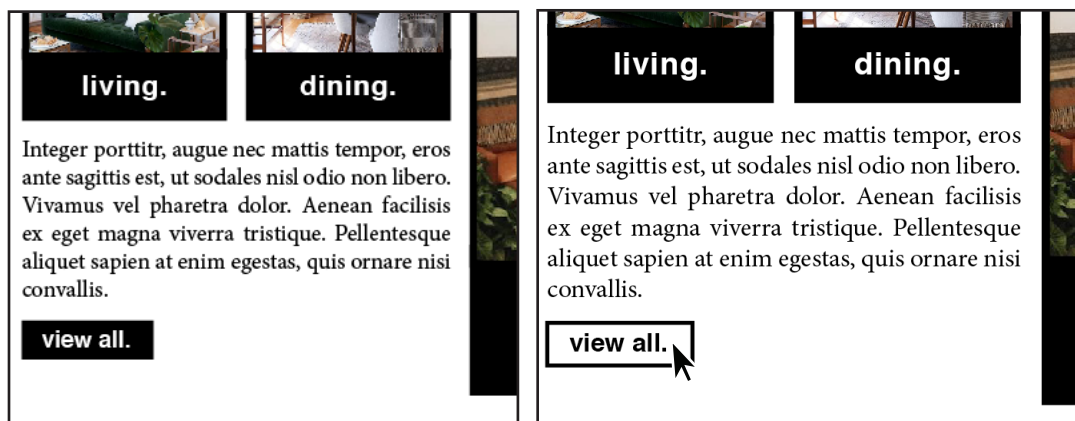 living.
dining.
Integer porttitr, augue nec mattis tempor, eros
ante sagittis est, ut sodales nisl odio non libero.
Vivamus vel pharetra dolor. Aenean facilisis
ex eget magna viverra tristique. Pellentesque
aliquet sapien at enim egestas, quis ornare nisi
convallis.
view all.
living.
dining.
Integer porttitr, augue nec mattis tempor, eros
ante sagittis est, ut sodales nisl odio non libero.
Vivamus vel pharetra dolor. Aenean facilisis
ex eget magna viverra tristique. Pellentesque
aliquet sapien at enim egestas, quis ornare nisi
convallis.
view all.